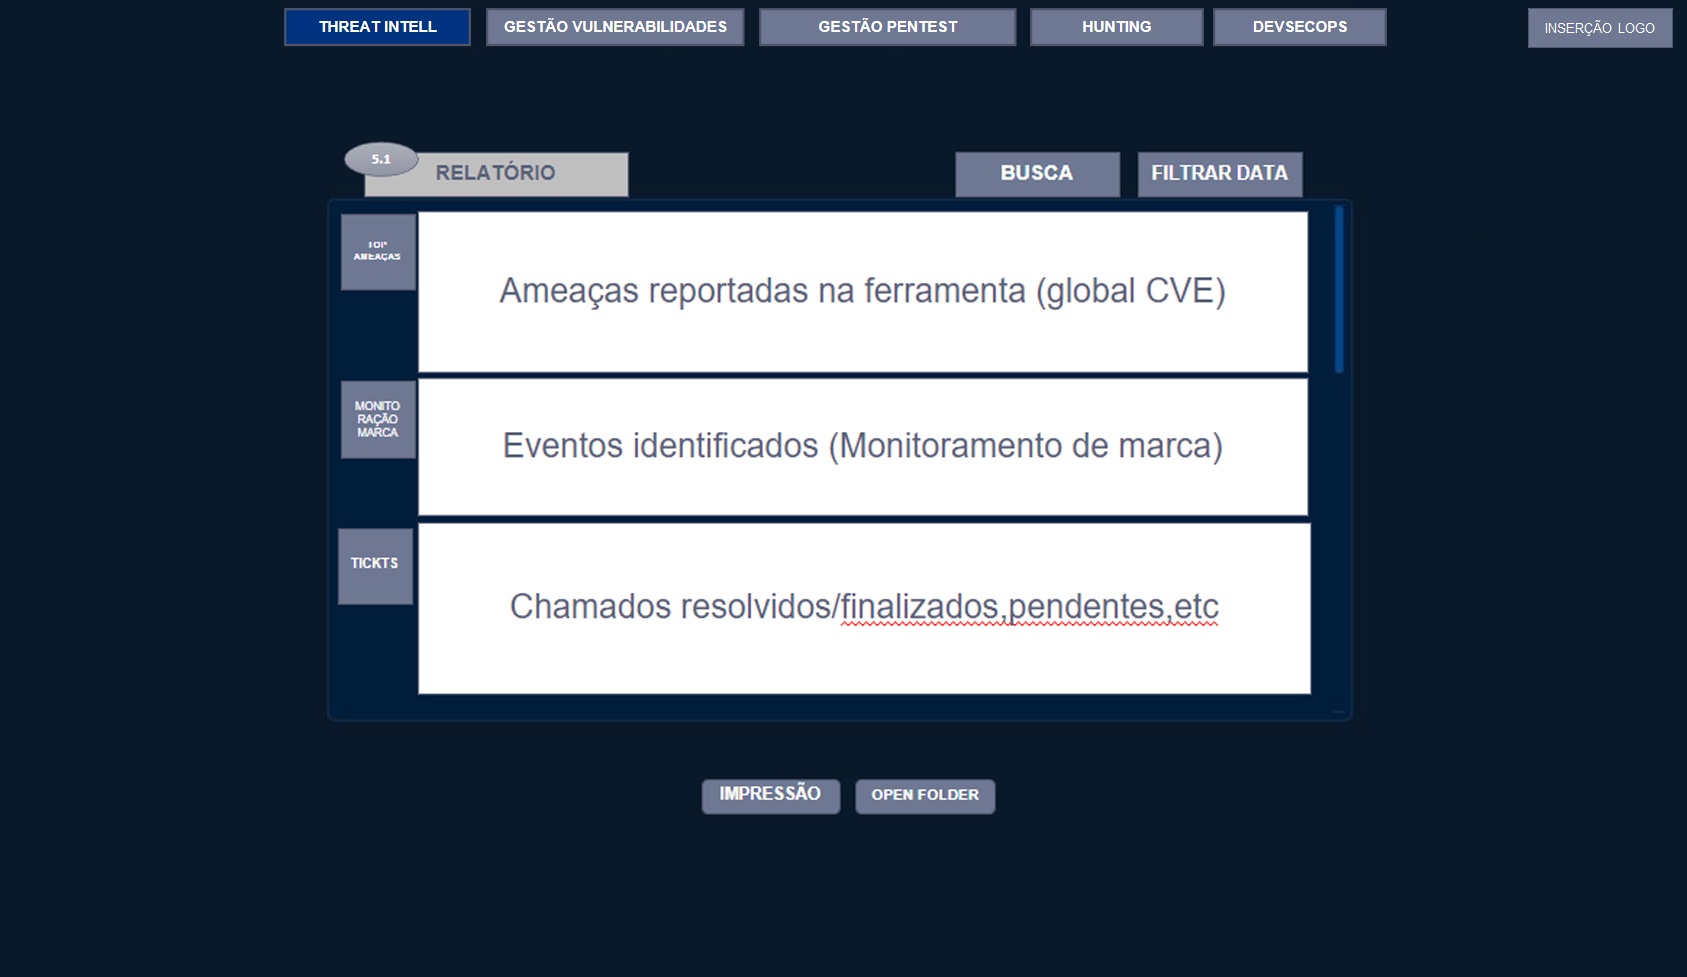 THREAT INTELL
GESTÃO VULNERABILIDADES
GESTÃO PENTEST
HUNTING
DEVSECOPS
INSERÇÃO LOGO
5.1
RELATÓRIO
BUSCA
FILTRAR DATA
TOP
AMEAÇAS
Ameaças reportadas na ferramenta (global CVE)
MONITO
RAÇÃO
MARCA
Eventos identificados (Monitoramento de marca)
TICKTS
Chamados resolvidos/finalizados,pendentes,etc
IMPRESSÃO
OPEN FOLDER